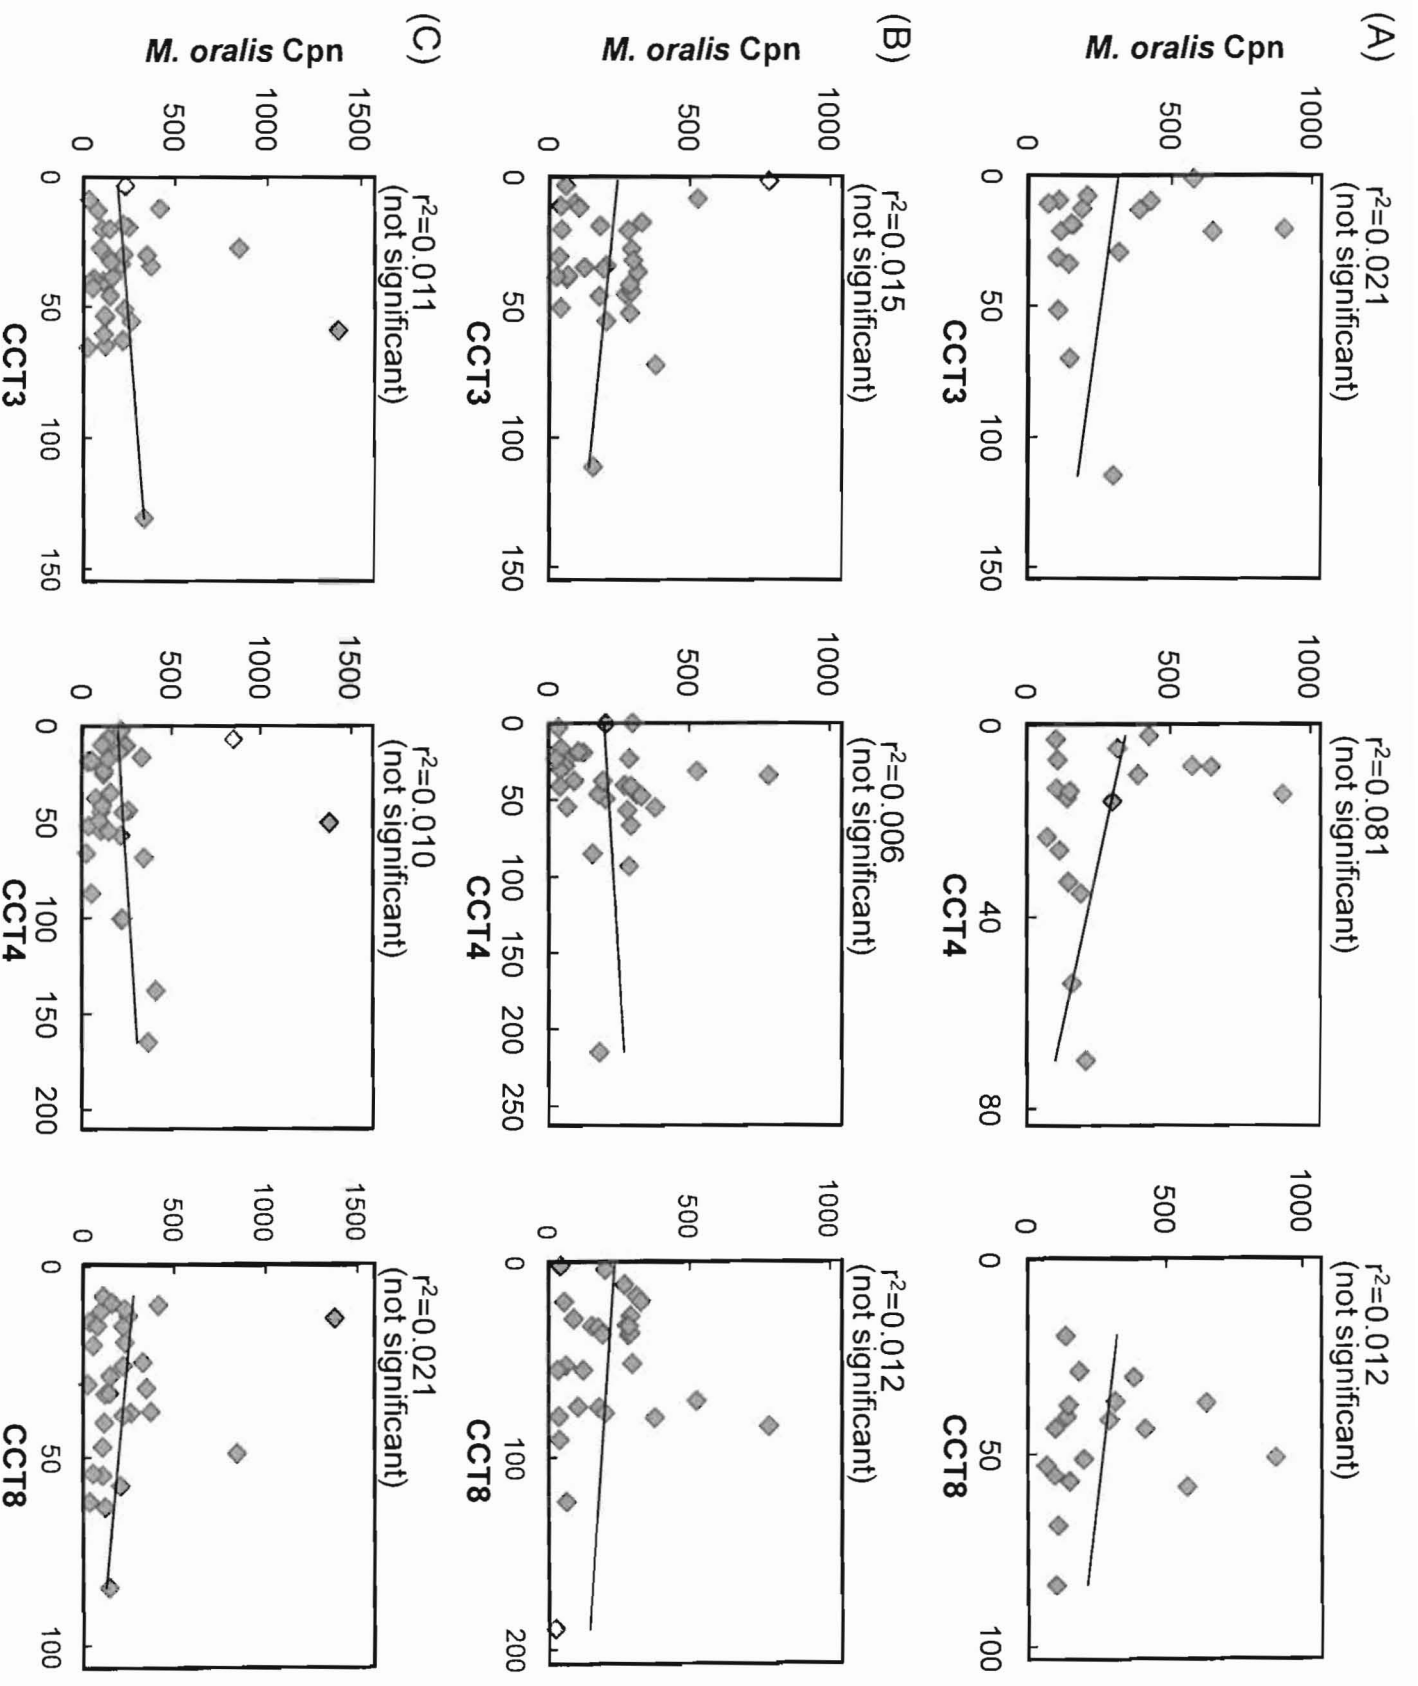 (A)
r²=0.021
(not significant)
M. oralis Cpn
1000
500
0
0
50
100
150
CCT3
r²=0.081
(not significant)
1000
500
0
0
40
80
CCT4
r²=0.012
(not significant)
1000
500
0
0
50
100
CCT8
(B)
r²=0.015
(not significant)
M. oralis Cpn
1000
500
0
0
50
100
150
CCT3
r²=0.006
(not significant)
1000
500
0
0
50
100
150
200
250
CCT4
r²=0.012
(not significant)
1000
500
0
0
100
200
CCT8
(C)
r²=0.011
(not significant)
M. oralis Cpn
1500
1000
500
0
0
50
100
150
CCT3
r²=0.010
(not significant)
1500
1000
500
0
0
50
100
150
200
CCT4
r²=0.021
(not significant)
1500
1000
500
0
0
50
100
CCT8